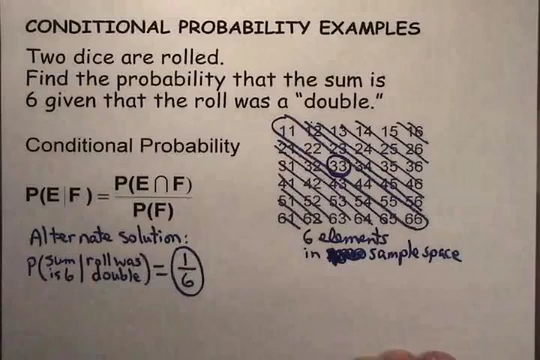 CONDITIONAL PROBABILITY EXAMPLES
Two dice are rolled.
Find the probability that the sum is
6 given that the roll was a “double.”
Conditional Probability
P(E|F) = P(E∩F) / P(F)
Alternate solution:
P(sum is 6 | roll was double) = 1/6
11 12 13 14 15 16
21 22 23 24 25 26
31 32 33 34 35 36
41 42 43 44 45 46
51 52 53 54 55 56
61 62 63 64 65 66
6 elements
in sample space